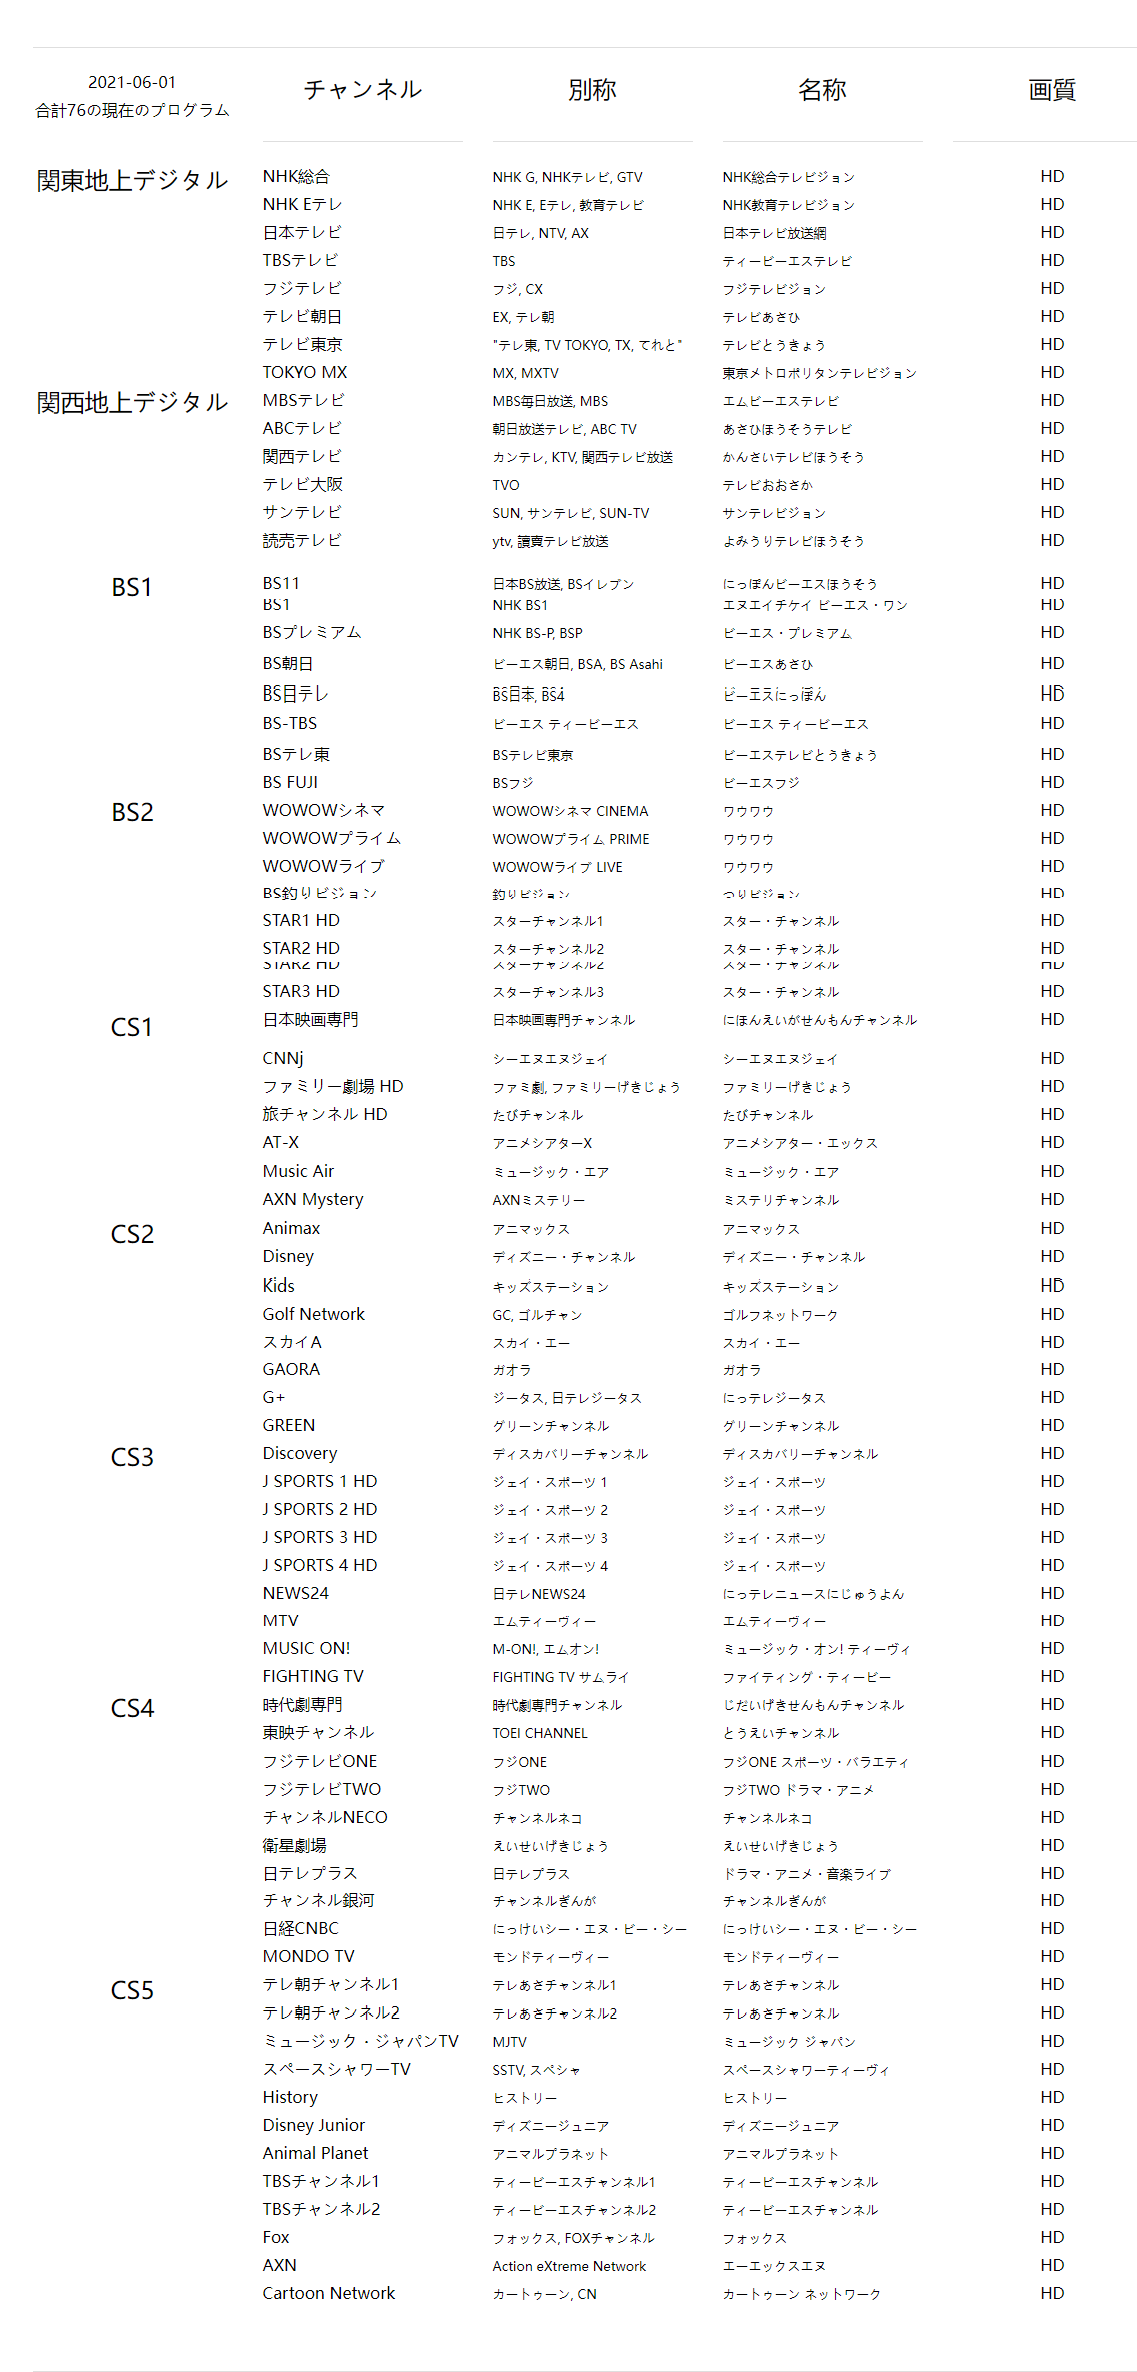 2021-06-01
合計76の現在のプログラム
チャンネル 別称 名称 画質
関東地上デジタル NHK総合 NHK G, NHKテレビ, GTV NHK総合テレビジョン HD
NHK Eテレ NHK E, Eテレ, 教育テレビ NHK教育テレビジョン HD
日本テレビ 日テレ, NTV, AX 日本テレビ放送網 HD
TBSテレビ TBS ティービーエステレビ HD
フジテレビ フジ, CX フジテレビジョン HD
テレビ朝日 EX, テレ朝 テレビあさひ HD
テレビ東京 "テレ東, TV TOKYO, TX, てれと" テレビとうきょう HD
TOKYO MX MX, MXTV 東京メトロポリタンテレビジョン HD
関西地上デジタル MBSテレビ MBS毎日放送, MBS エムビーエステレビ HD
ABCテレビ 朝日放送テレビ, ABC TV あさひほうそうテレビ HD
関西テレビ カンテレ, KTV, 関西テレビ放送 かんさいテレビほうそう HD
テレビ大阪 TVO テレビおおさか HD
サンテレビ SUN, サンテレビ, SUN-TV サンテレビジョン HD
読売テレビ ytv, 讀賣テレビ放送 よみうりテレビほうそう HD
BS1 BS11 日本BS放送, BSイレブン にっぽんビーエスほうそう HD
BS1 NHK BS1 エヌエイチケイ ビーエス・ワン HD
BSプレミアム NHK BS-P, BSP ビーエス・プレミアム HD
BS朝日 ビーエス朝日, BSA, BS Asahi ビーエスあさひ HD
BS日テレ BS日本, BS4 ビーエスにっぽん HD
BS-TBS ビーエス ティービーエス ビーエス ティービーエス HD
BSテレ東 BSテレビ東京 ビーエステレビとうきょう HD
BS FUJI BSフジ ビーエスフジ HD
BS2 WOWOWシネマ WOWOWシネマ CINEMA ワウワウ HD
WOWOWプライム WOWOWプライム PRIME ワウワウ HD
WOWOWライブ WOWOWライブ LIVE ワウワウ HD
BS釣りビジョン 釣りビジョン つりビジョン HD
STAR1 HD スターチャンネル1 スター・チャンネル HD
STAR2 HD スターチャンネル2 スター・チャンネル HD
STAR2 HD スターチャンネル2 スター・チャンネル HD
STAR3 HD スターチャンネル3 スター・チャンネル HD
CS1 日本映画専門 日本映画専門チャンネル にほんえいがせんもんチャンネル HD
CNNj シーエヌエヌジェイ シーエヌエヌジェイ HD
ファミリー劇場 HD ファミ劇, ファミリーげきじょう ファミリーげきじょう HD
旅チャンネル HD たびチャンネル たびチャンネル HD
AT-X アニメシアターX アニメシアター・エックス HD
Music Air ミュージック・エア ミュージック・エア HD
AXN Mystery AXNミステリー ミステリチャンネル HD
CS2 Animax アニマックス アニマックス HD
Disney ディズニー・チャンネル ディズニー・チャンネル HD
Kids キッズステーション キッズステーション HD
Golf Network GC, ゴルチャン ゴルフネットワーク HD
スカイA スカイ・エー スカイ・エー HD
GAORA ガオラ ガオラ HD
G+ ジータス, 日テレジータス にっテレジータス HD
GREEN グリーンチャンネル グリーンチャンネル HD
CS3 Discovery ディスカバリーチャンネル ディスカバリーチャンネル HD
J SPORTS 1 HD ジェイ・スポーツ 1 ジェイ・スポーツ HD
J SPORTS 2 HD ジェイ・スポーツ 2 ジェイ・スポーツ HD
J SPORTS 3 HD ジェイ・スポーツ 3 ジェイ・スポーツ HD
J SPORTS 4 HD ジェイ・スポーツ 4 ジェイ・スポーツ HD
NEWS24 日テレNEWS24 にっテレニュースにじゅうよん HD
MTV エムティーヴィー エムティーヴィー HD
MUSIC ON! M-ON!, エムオン! ミュージック・オン! ティーヴィ HD
FIGHTING TV FIGHTING TV サムライ ファイティング・ティービー HD
CS4 時代劇専門 時代劇専門チャンネル じだいげきせんもんチャンネル HD
東映チャンネル TOEI CHANNEL とうえいチャンネル HD
フジテレビONE フジONE フジONE スポーツ・バラエティ HD
フジテレビTWO フジTWO フジTWO ドラマ・アニメ HD
チャンネルNECO チャンネルネコ チャンネルネコ HD
衛星劇場 えいせいげきじょう えいせいげきじょう HD
日テレプラス 日テレプラス ドラマ・アニメ・音楽ライブ HD
チャンネル銀河 チャンネルぎんが チャンネルぎんが HD
日経CNBC にっけいシー・エヌ・ビー・シー にっけいシー・エヌ・ビー・シー HD
MONDO TV モンドティーヴィー モンドティーヴィー HD
CS5 テレ朝チャンネル1 テレあさチャンネル1 テレあさチャンネル HD
テレ朝チャンネル2 テレあさチャンネル2 テレあさチャンネル HD
ミュージック・ジャパンTV MJTV ミュージック ジャパン HD
スペースシャワーTV SSTV, スペシャ スペースシャワーティーヴィ HD
History ヒストリー ヒストリー HD
Disney Junior ディズニージュニア ディズニージュニア HD
Animal Planet アニマルプラネット アニマルプラネット HD
TBSチャンネル1 ティービーエスチャンネル1 ティービーエスチャンネル HD
TBSチャンネル2 ティービーエスチャンネル2 ティービーエスチャンネル HD
Fox フォックス, FOXチャンネル フォックス HD
AXN Action eXtreme Network エーエックスエヌ HD
Cartoon Network カートゥーン, CN カートゥーン ネットワーク HD